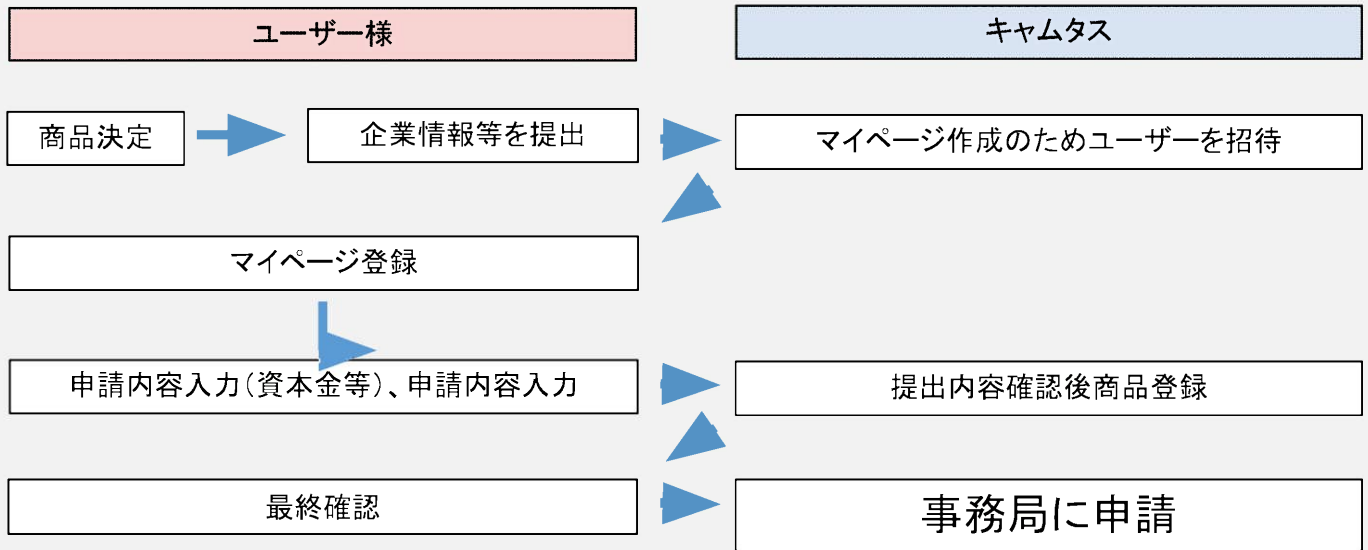 ユーザー様
キャムタス
商品決定
企業情報等を提出
マイページ作成のためユーザーを招待
マイページ登録
申請内容入力(資本金等)、申請内容入力
提出内容確認後商品登録
最終確認
事務局に申請